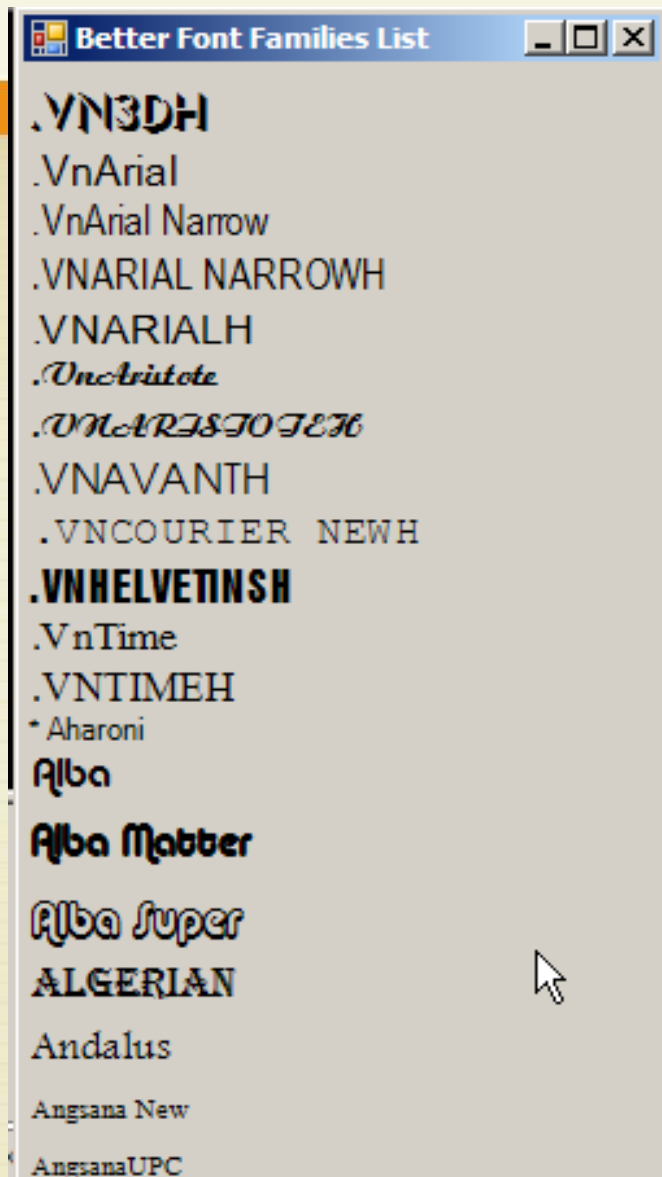 Better Font Families List
.VN3DH
.VnArial
.VnArial Narrow
.VNARIAL NARROWH
.VNARIALH
.VnAristote
.VNARISTOTEH
.VNAVANTH
.VNCOURIER NEWH
.VNHELVETINSH
.VnTime
.VNTIMEH
* Aharoni
Alba
Alba Matter
Alba Super
ALGERIAN
Andalus
Angsana New
AngsanaUPC